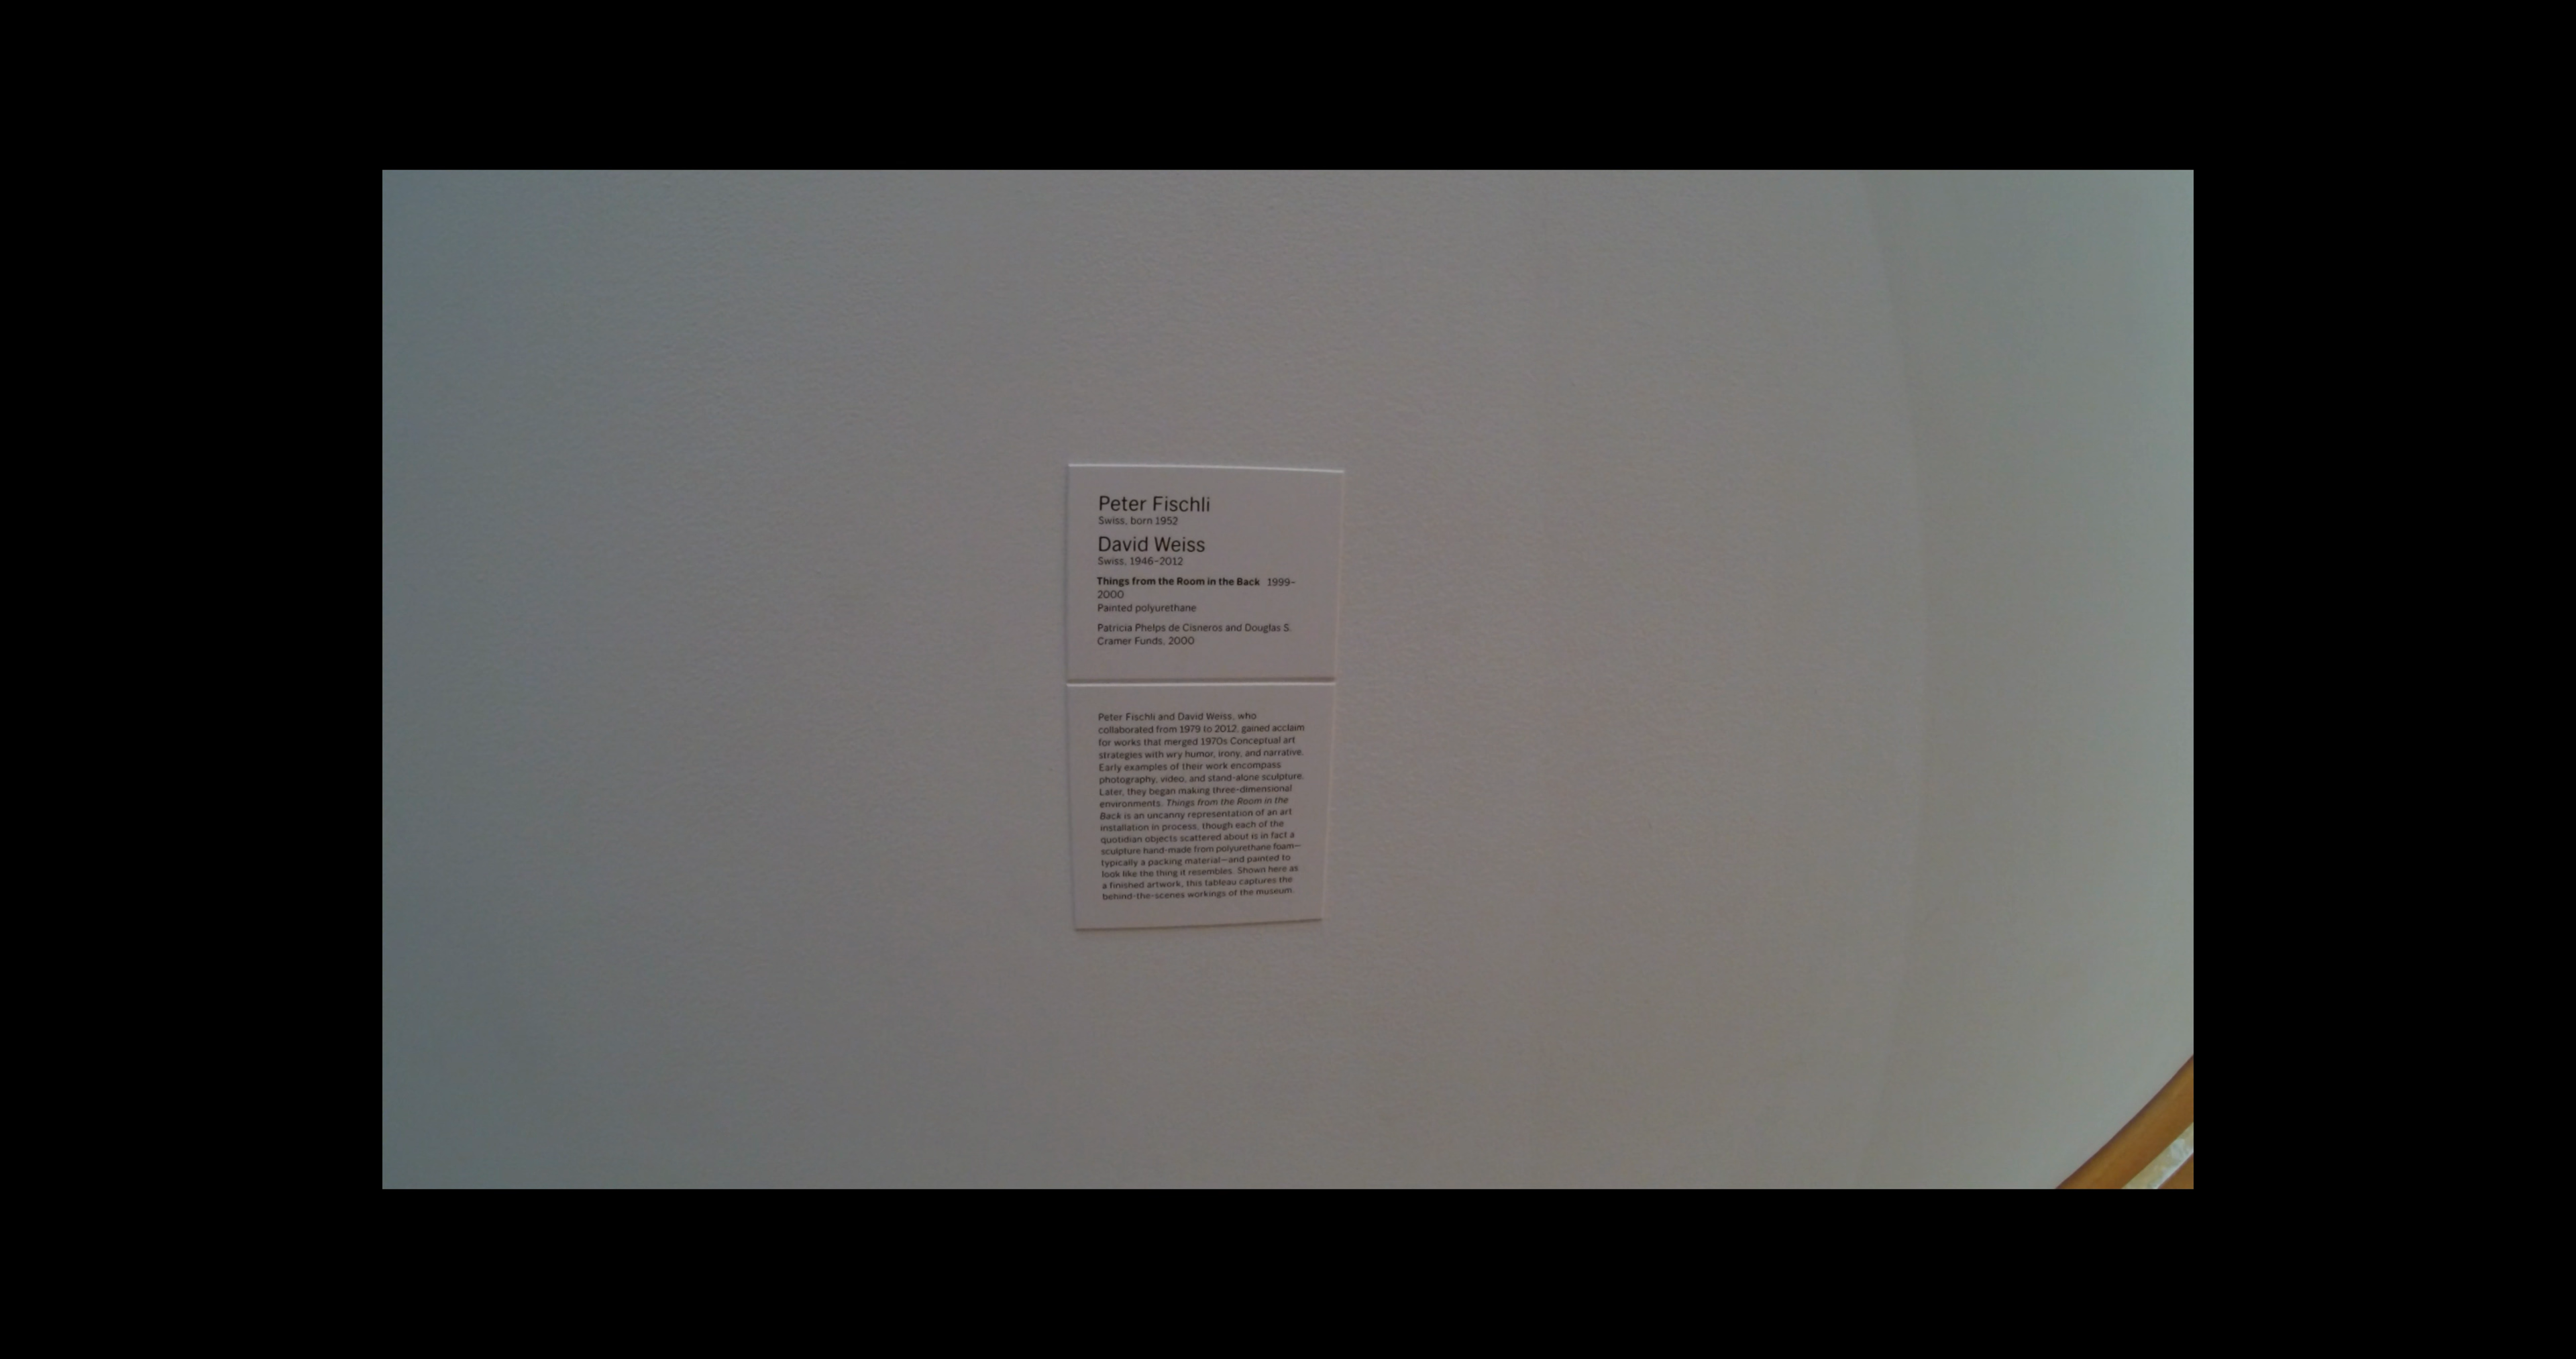 Peter Fischli
Swiss, born 1952
David Weiss
Swiss, 1946–2012
Things from the Room in the Back 1999–
2000
Painted polyurethane
Patricia Phelps de Cisneros and Douglas S.
Cramer Funds, 2000
Peter Fischli and David Weiss, who
collaborated from 1979 to 2012, gained acclaim
for works that merged 1970s Conceptual art
strategies with wry humor, irony, and narrative.
Early examples of their work encompass
photography, video, and stand-alone sculpture.
Later, they began making three-dimensional
environments. Things from the Room in the
Back is an uncanny representation of an art
installation in process, though each of the
quotidian objects scattered about is in fact a
sculpture hand-made from polyurethane foam—
typically a packing material—and painted to
look like the thing it resembles. Shown here as
a finished artwork, this tableau captures the
behind-the-scenes workings of the museum.